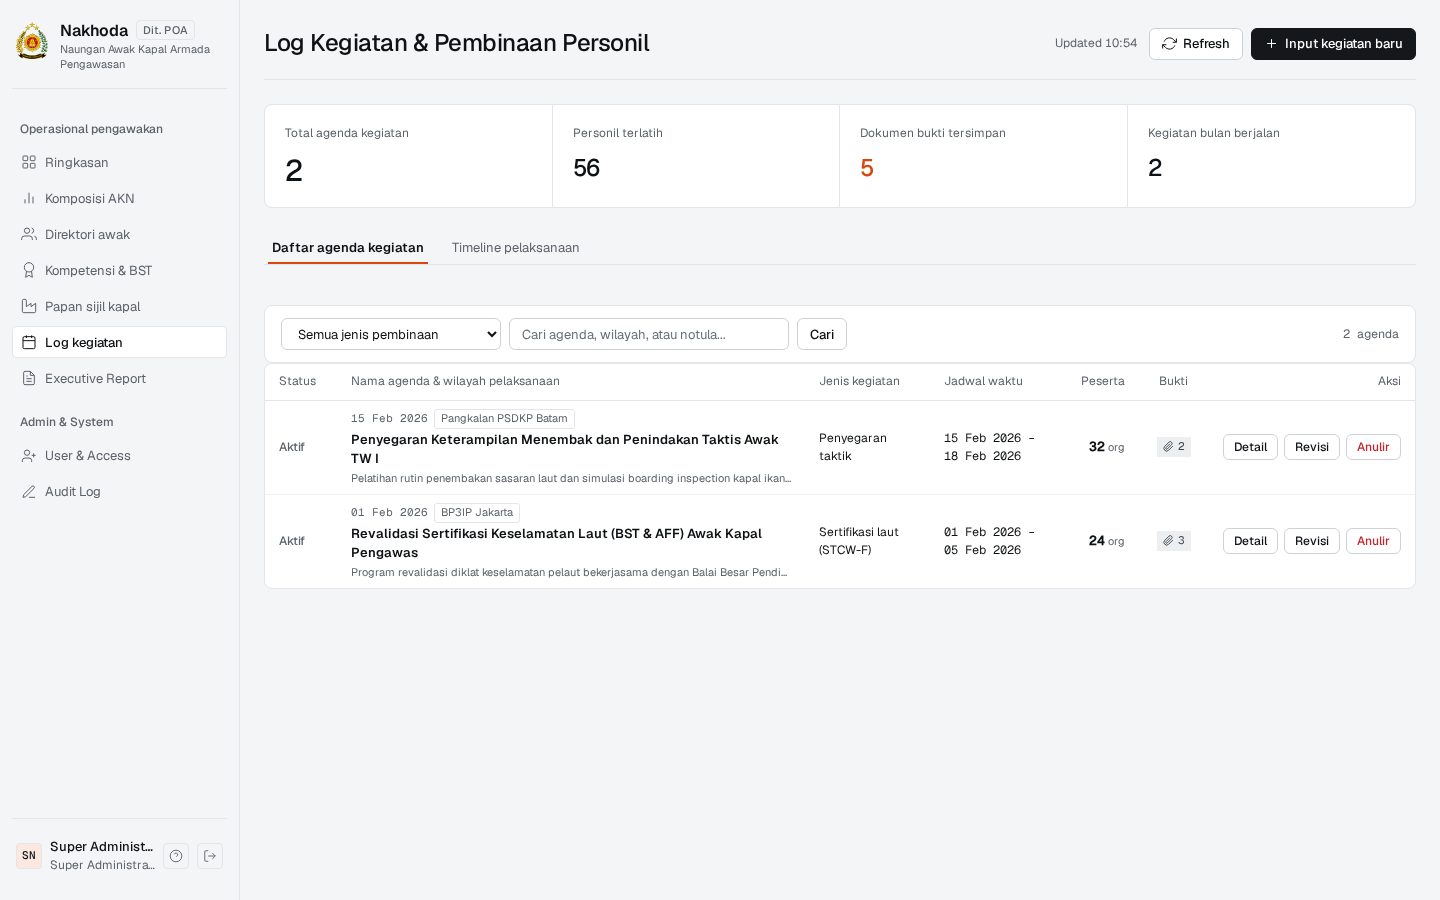 Nakhoda
Dit. POA
Naungan Awak Kapal Armada
Pengawasan
Operasional pengawakan
Ringkasan
Komposisi AKN
Direktori awak
Kompetensi & BST
Papan sijil kapal
Log kegiatan
Executive Report
Admin & System
User & Access
Audit Log
SN
Super Administ...
Super Administra...
Log Kegiatan & Pembinaan Personil
Updated 10:54
Refresh
Input kegiatan baru
Total agenda kegiatan
2
Personil terlatih
56
Dokumen bukti tersimpan
5
Kegiatan bulan berjalan
2
Daftar agenda kegiatan
Timeline pelaksanaan
Semua jenis pembinaan
Cari agenda, wilayah, atau notula...
Cari
2 agenda
Status
Nama agenda & wilayah pelaksanaan
Jenis kegiatan
Jadwal waktu
Peserta
Bukti
Aksi
Aktif
15 Feb 2026
Pangkalan PSDKP Batam
Penyegaran Keterampilan Menembak dan Penindakan Taktis Awak
TW I
Pelatihan rutin penembakan sasaran laut dan simulasi boarding inspection kapal ikan...
Penyegaran
taktik
15 Feb 2026 -
18 Feb 2026
32 org
2
Detail
Revisi
Anulir
Aktif
01 Feb 2026
BP3IP Jakarta
Revalidasi Sertifikasi Keselamatan Laut (BST & AFF) Awak Kapal
Pengawas
Program revalidasi diklat keselamatan pelaut bekerjasama dengan Balai Besar Pendi...
Sertifikasi laut
(STCW-F)
01 Feb 2026 -
05 Feb 2026
24 org
3
Detail
Revisi
Anulir